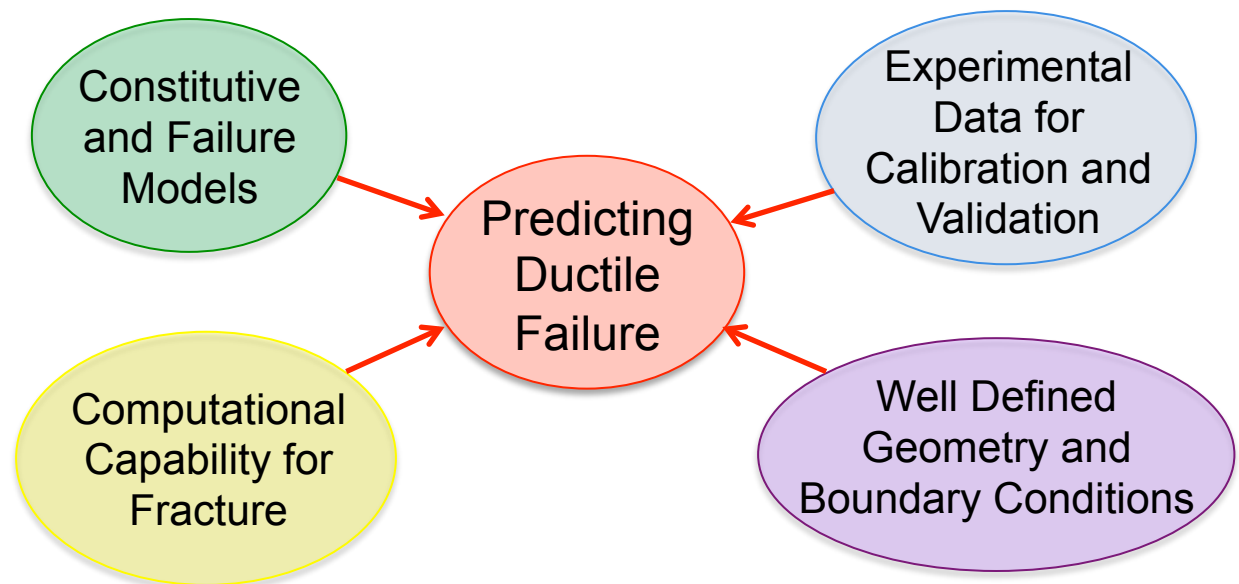 Constitutive
and Failure
Models
Experimental
Data for
Calibration and
Validation
Predicting
Ductile
Failure
Computational
Capability for
Fracture
Well Defined
Geometry and
Boundary Conditions